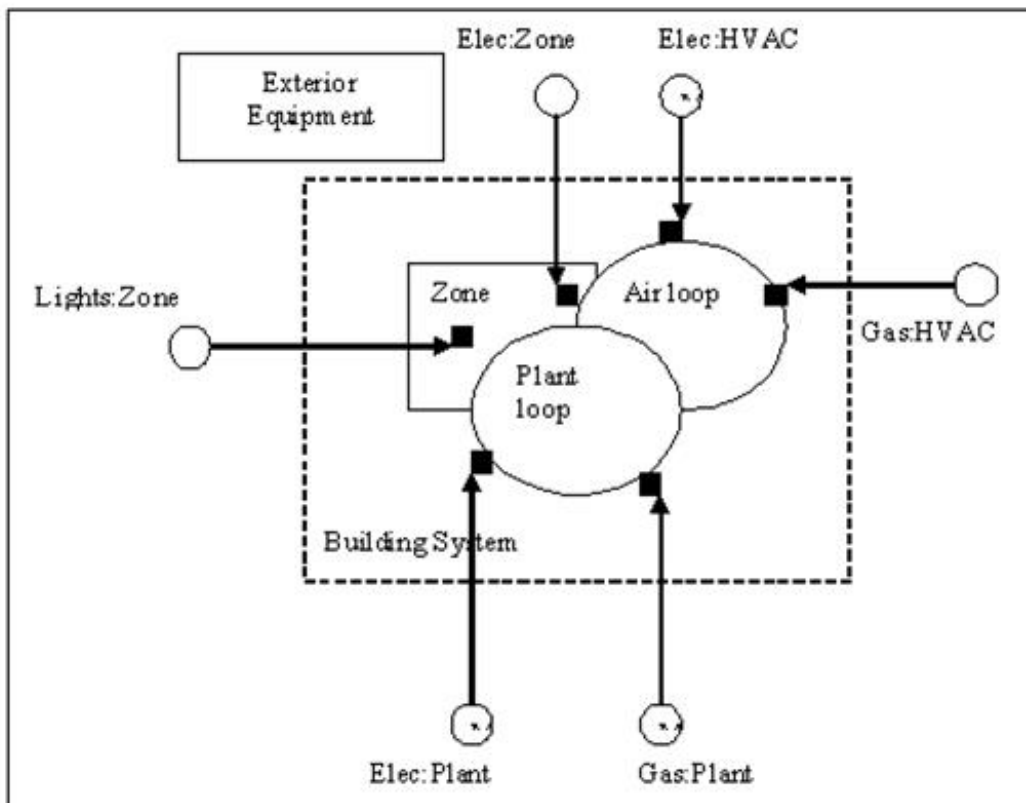 Elec:Zone
Elec:HVAC
Exterior
Equipment
Lights:Zone
Zone
Air loop
Gas:HVAC
Plant
loop
Building System
Elec:Plant
Gas:Plant